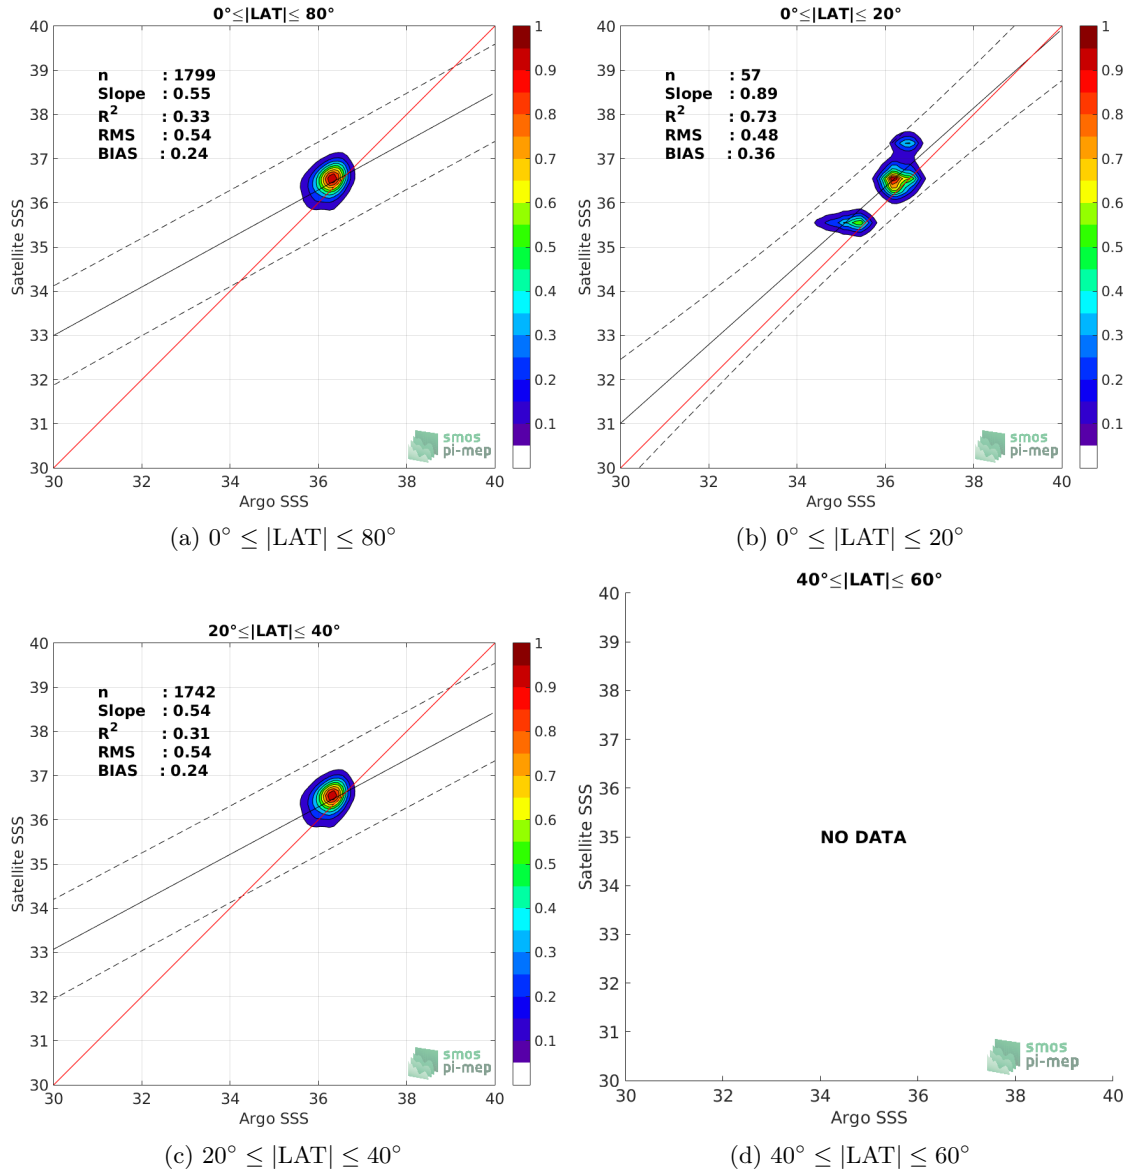 0°≤|LAT|≤ 80°
40
39
38
37
36
35
34
33
32
31
30
Satellite SSS
n : 1799
Slope : 0.55
R² : 0.33
RMS : 0.54
BIAS : 0.24
smos
pi-mep
30 32 34 36 38 40
Argo SSS
1
0.9
0.8
0.7
0.6
0.5
0.4
0.3
0.2
0.1
(a) 0° ≤ |LAT| ≤ 80°
0°≤|LAT|≤ 20°
40
39
38
37
36
35
34
33
32
31
30
Satellite SSS
n : 57
Slope : 0.89
R² : 0.73
RMS : 0.48
BIAS : 0.36
smos
pi-mep
30 32 34 36 38 40
Argo SSS
1
0.9
0.8
0.7
0.6
0.5
0.4
0.3
0.2
0.1
(b) 0° ≤ |LAT| ≤ 20°
20°≤|LAT|≤ 40°
40
39
38
37
36
35
34
33
32
31
30
Satellite SSS
n : 1742
Slope : 0.54
R² : 0.31
RMS : 0.54
BIAS : 0.24
smos
pi-mep
30 32 34 36 38 40
Argo SSS
1
0.9
0.8
0.7
0.6
0.5
0.4
0.3
0.2
0.1
(c) 20° ≤ |LAT| ≤ 40°
40°≤|LAT|≤ 60°
40
39
38
37
36
35
34
33
32
31
30
Satellite SSS
NO DATA
smos
pi-mep
30 32 34 36 38 40
Argo SSS
(d) 40° ≤ |LAT| ≤ 60°